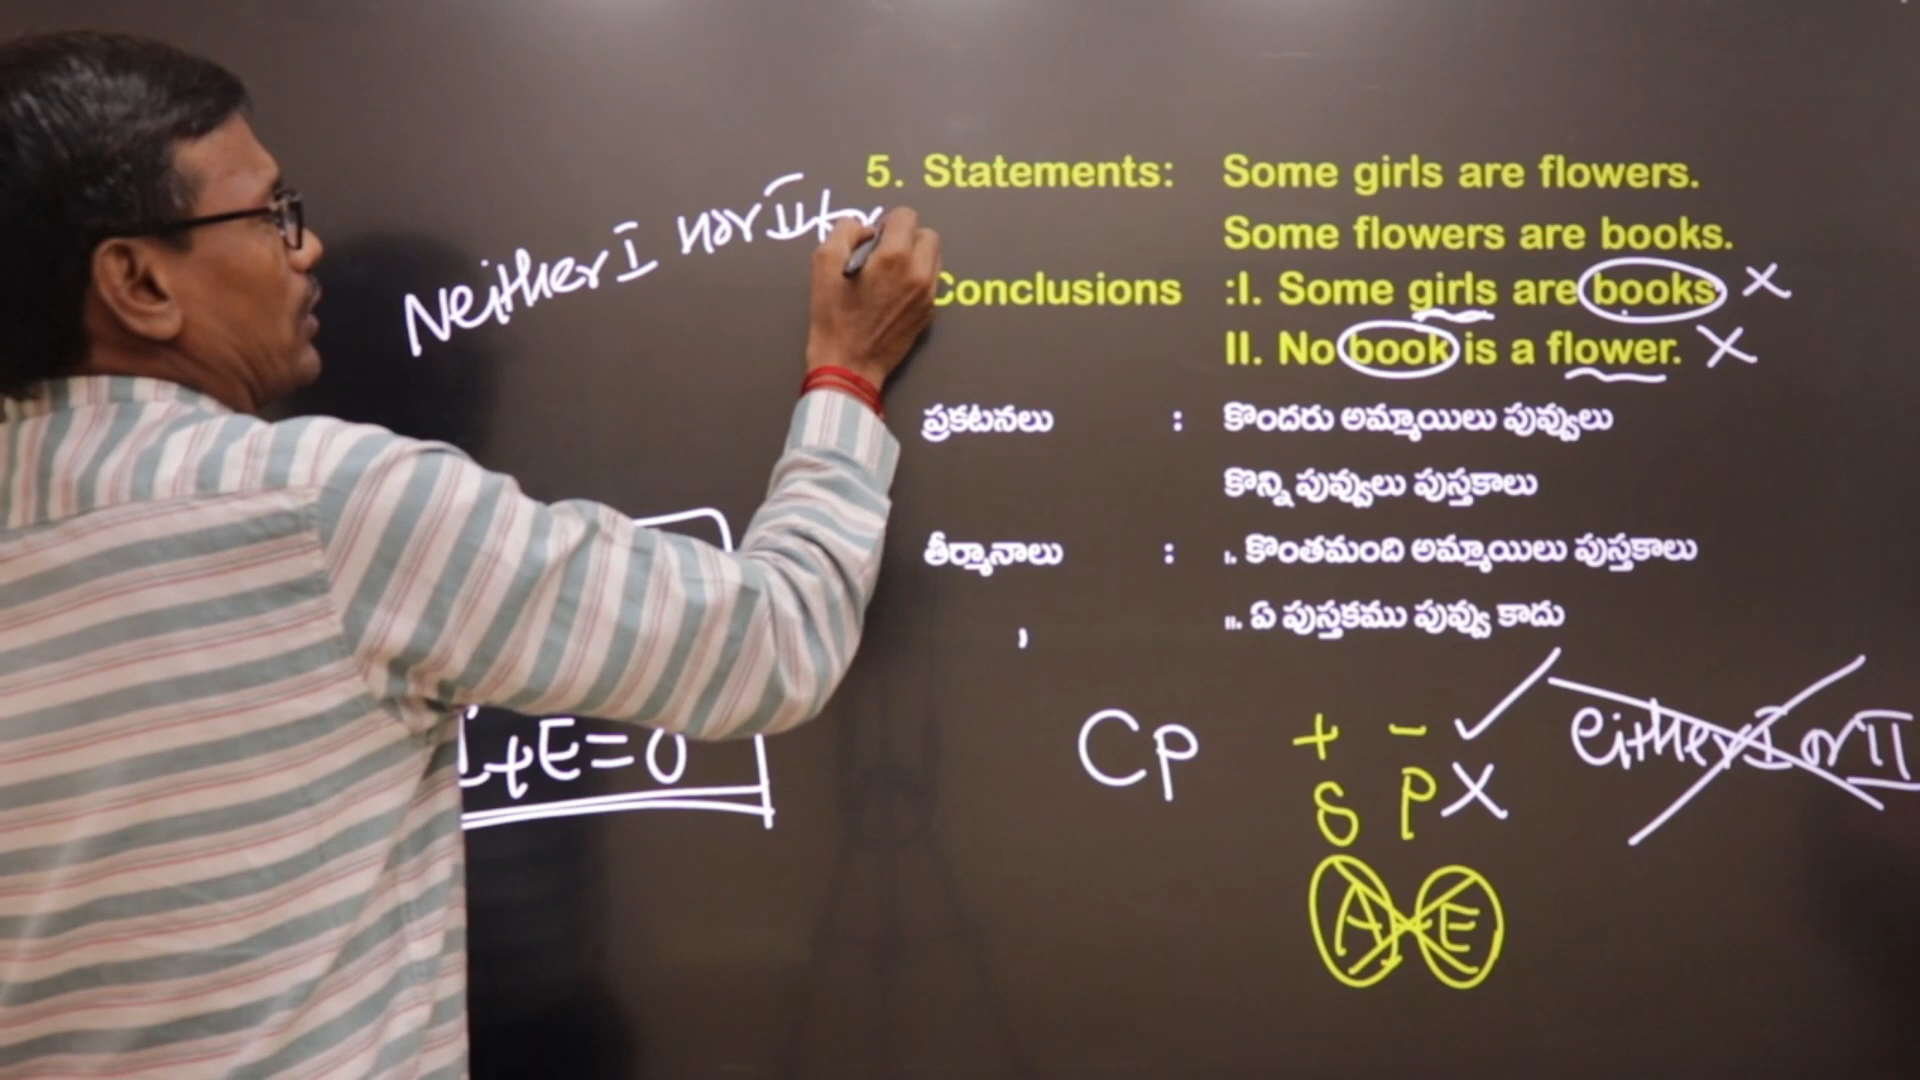 5. Statements: Some girls are flowers.
Some flowers are books.
Conclusions :I. Some girls are books. X
II. No book is a flower. X
Neither I nor II
ప్రకటనలు : కొందరు అమ్మాయిలు పువ్వులు
కొన్ని పువ్వులు పుస్తకాలు
తీర్మానాలు : I. కొంతమంది అమ్మాయిలు పుస్తకాలు
II. ఏ పుస్తకము పువ్వు కాదు
I+E=0
CP + - ✓ either I or II
S P X
A E